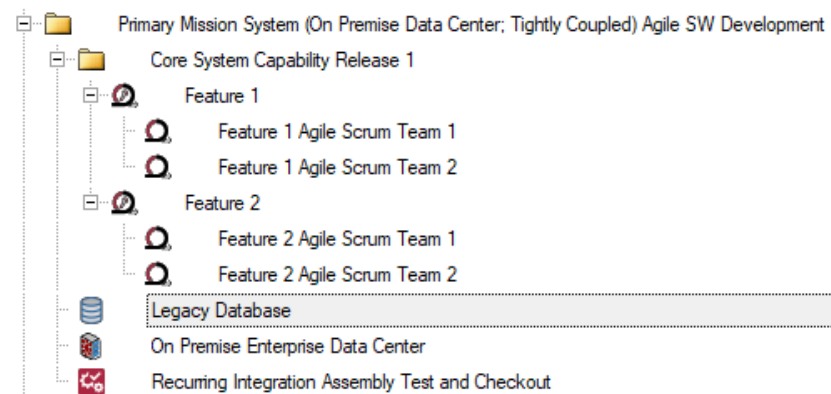 Primary Mission System (On Premise Data Center; Tightly Coupled) Agile SW Development
Core System Capability Release 1
Feature 1
Feature 1 Agile Scrum Team 1
Feature 1 Agile Scrum Team 2
Feature 2
Feature 2 Agile Scrum Team 1
Feature 2 Agile Scrum Team 2
Legacy Database
On Premise Enterprise Data Center
Recurring Integration Assembly Test and Checkout